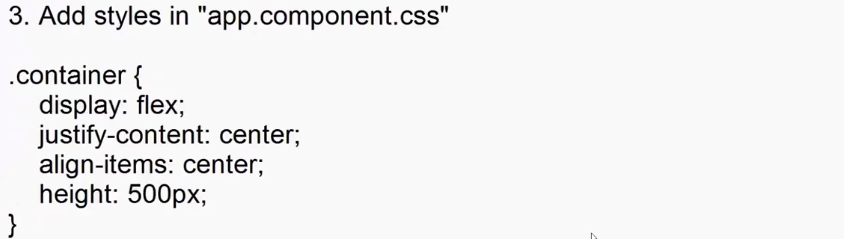 3. Add styles in "app.component.css"
.container {
display: flex;
justify-content: center;
align-items: center;
height: 500px;
}